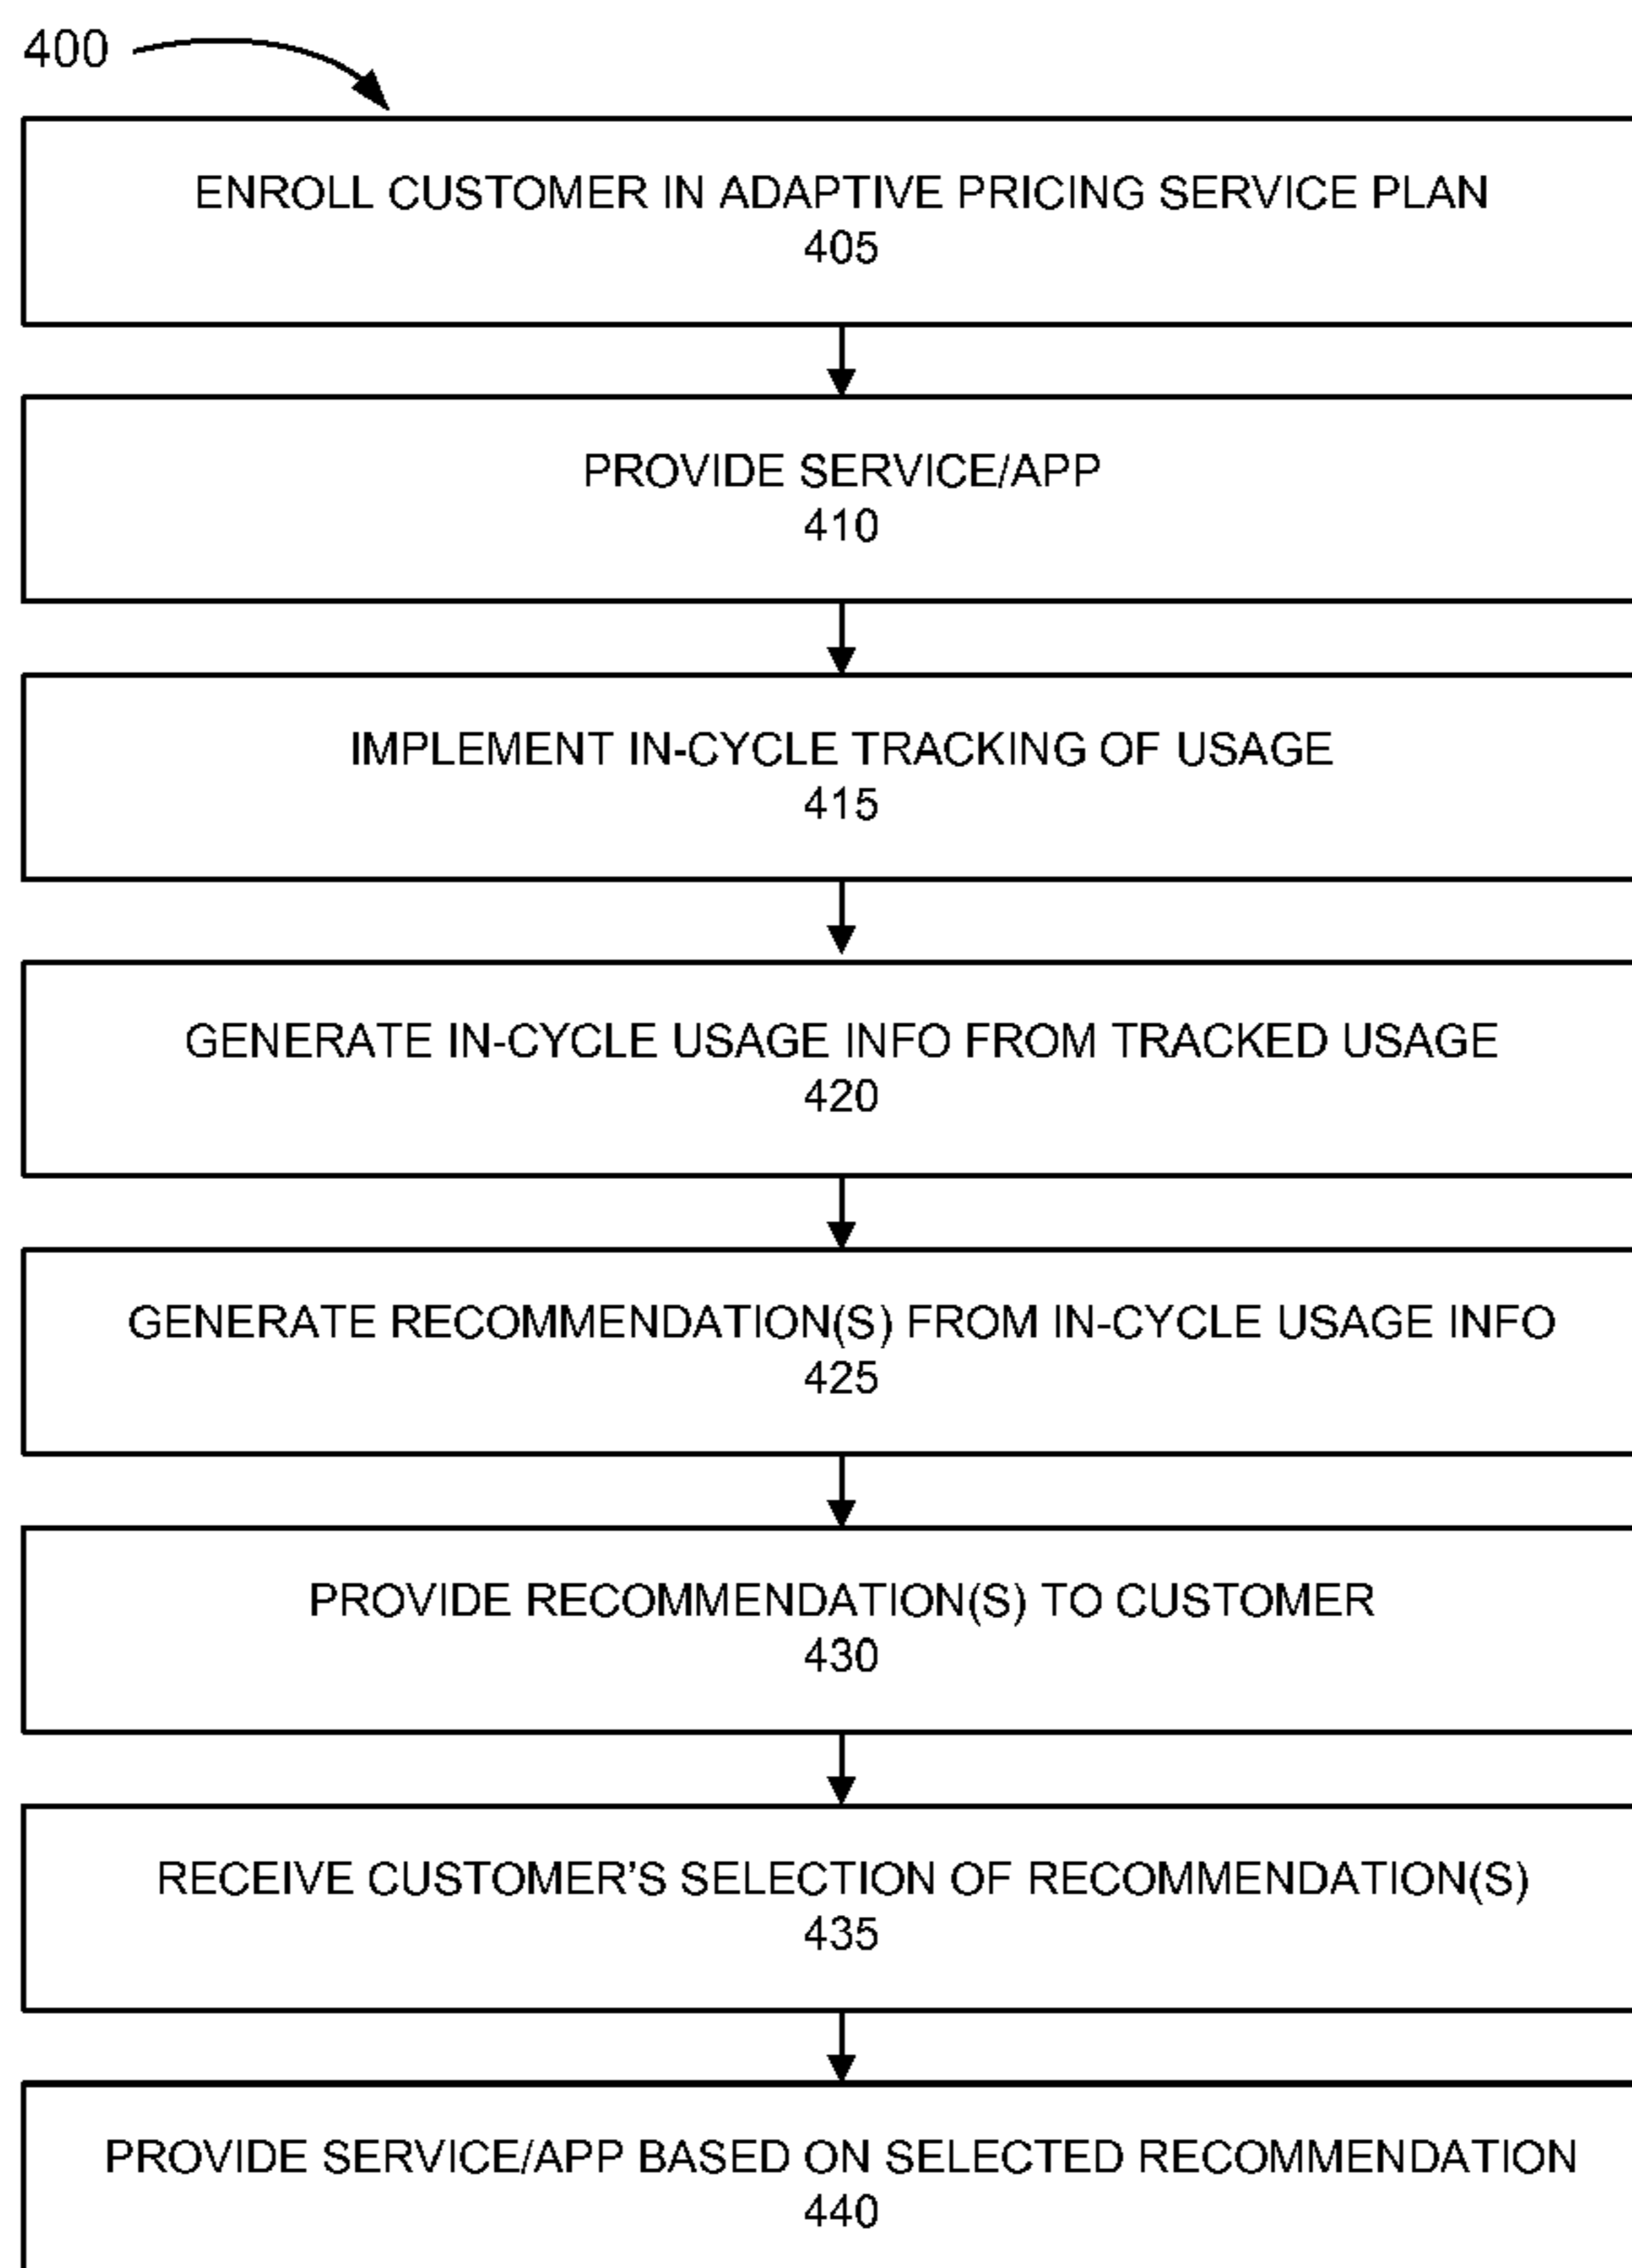 400
ENROLL CUSTOMER IN ADAPTIVE PRICING SERVICE PLAN
405
PROVIDE SERVICE/APP
410
IMPLEMENT IN-CYCLE TRACKING OF USAGE
415
GENERATE IN-CYCLE USAGE INFO FROM TRACKED USAGE
420
GENERATE RECOMMENDATION(S) FROM IN-CYCLE USAGE INFO
425
PROVIDE RECOMMENDATION(S) TO CUSTOMER
430
RECEIVE CUSTOMER'S SELECTION OF RECOMMENDATION(S)
435
PROVIDE SERVICE/APP BASED ON SELECTED RECOMMENDATION
440